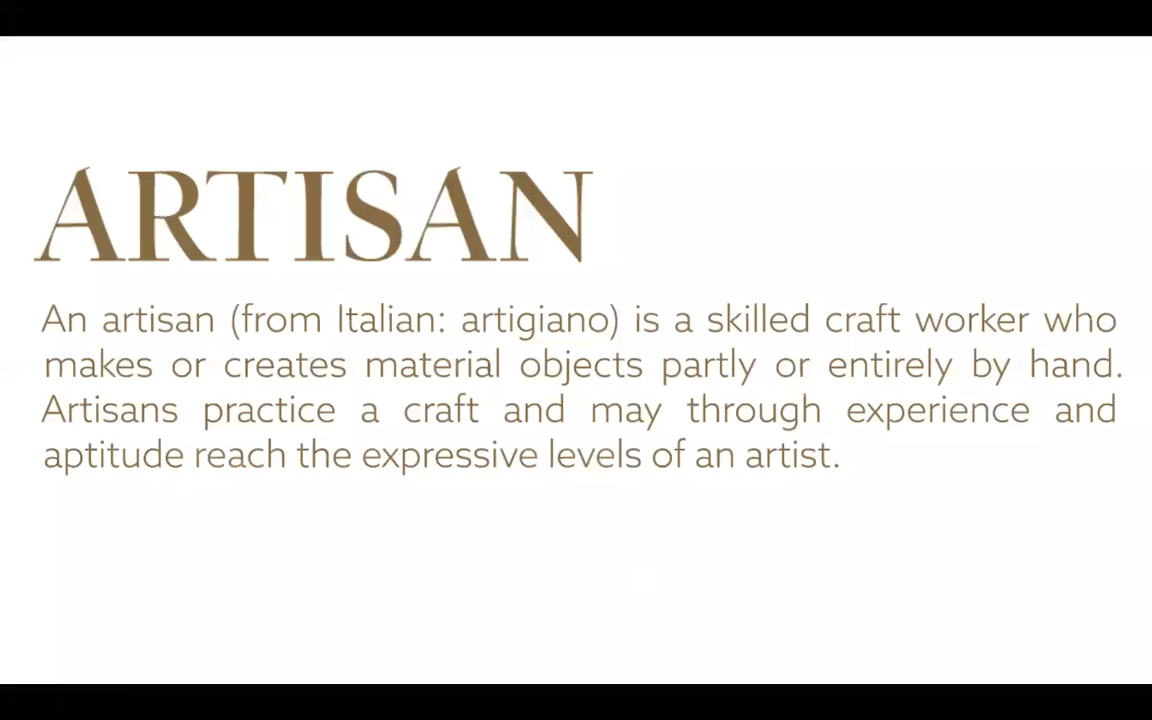 ARTISAN
An artisan (from Italian: artigiano) is a skilled craft worker who
makes or creates material objects partly or entirely by hand.
Artisans practice a craft and may through experience and
aptitude reach the expressive levels of an artist.